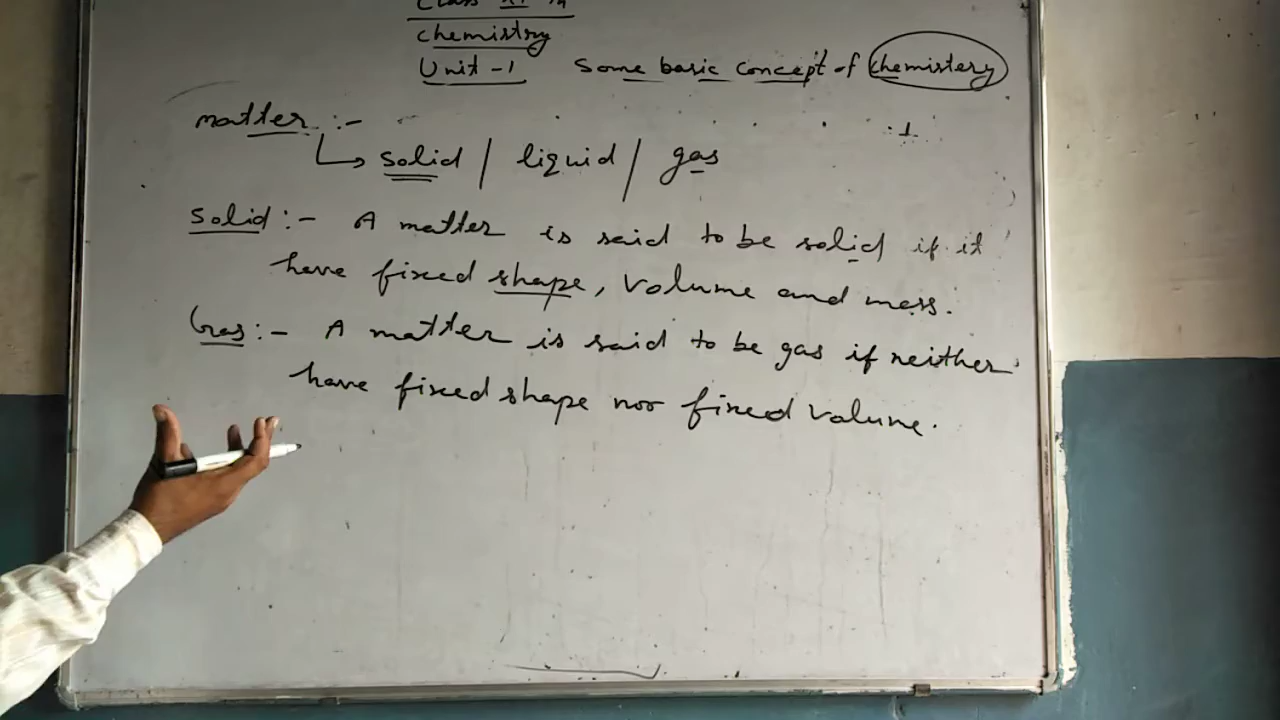 Class XI th
chemistry
Unit -1 Some basic concept of chemistery
matter :-
solid / liquid / gas
Solid :- A matter is said to be solid if it
have fixed shape, volume and mass.
Gas :- A matter is said to be gas if neither
have fixed shape nor fixed valume.